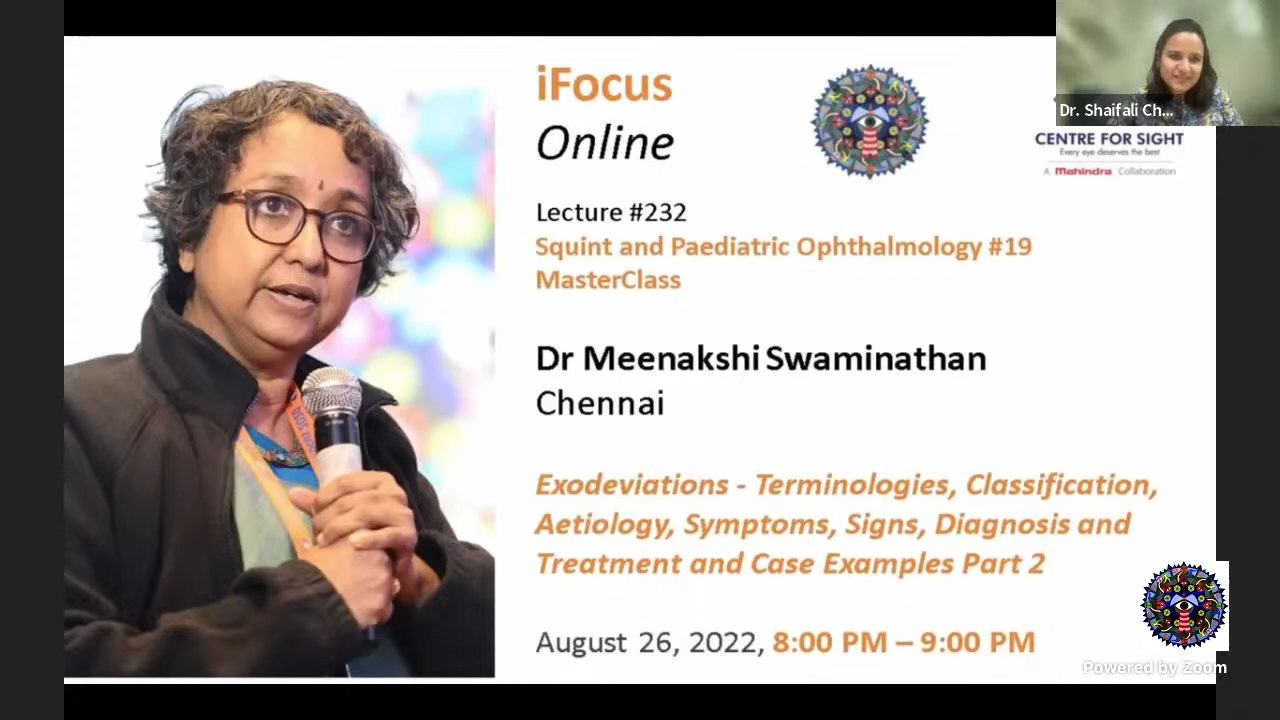 iFocus
Online
Dr. Shaifali Ch...
CENTRE FOR SIGHT
Every eye deserves the best
A Mahindra Collaboration
Lecture #232
Squint and Paediatric Ophthalmology #19
MasterClass
Dr Meenakshi Swaminathan
Chennai
Exodeviations - Terminologies, Classification,
Aetiology, Symptoms, Signs, Diagnosis and
Treatment and Case Examples Part 2
August 26, 2022, 8:00 PM – 9:00 PM
Powered by Zoom